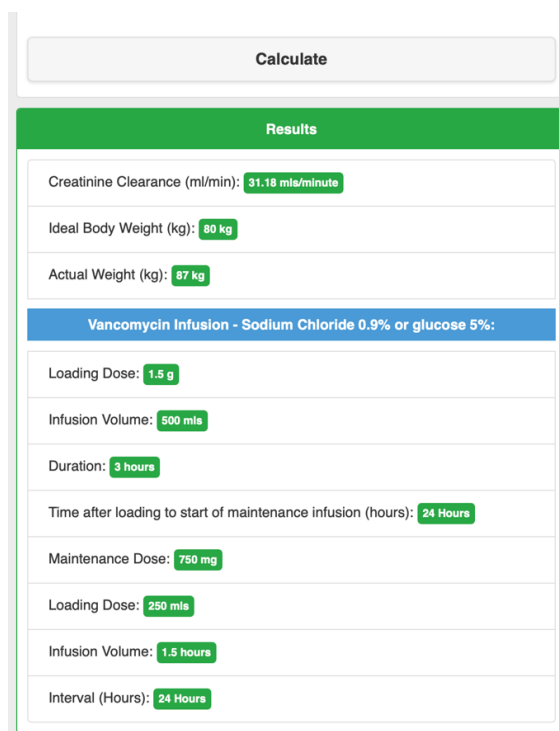 Calculate
Results
Creatinine Clearance (ml/min): 31.18 mls/minute
Ideal Body Weight (kg): 80 kg
Actual Weight (kg): 87 kg
Vancomycin Infusion - Sodium Chloride 0.9% or glucose 5%:
Loading Dose: 1.5 g
Infusion Volume: 500 mls
Duration: 3 hours
Time after loading to start of maintenance infusion (hours): 24 Hours
Maintenance Dose: 750 mg
Loading Dose: 250 mls
Infusion Volume: 1.5 hours
Interval (Hours): 24 Hours